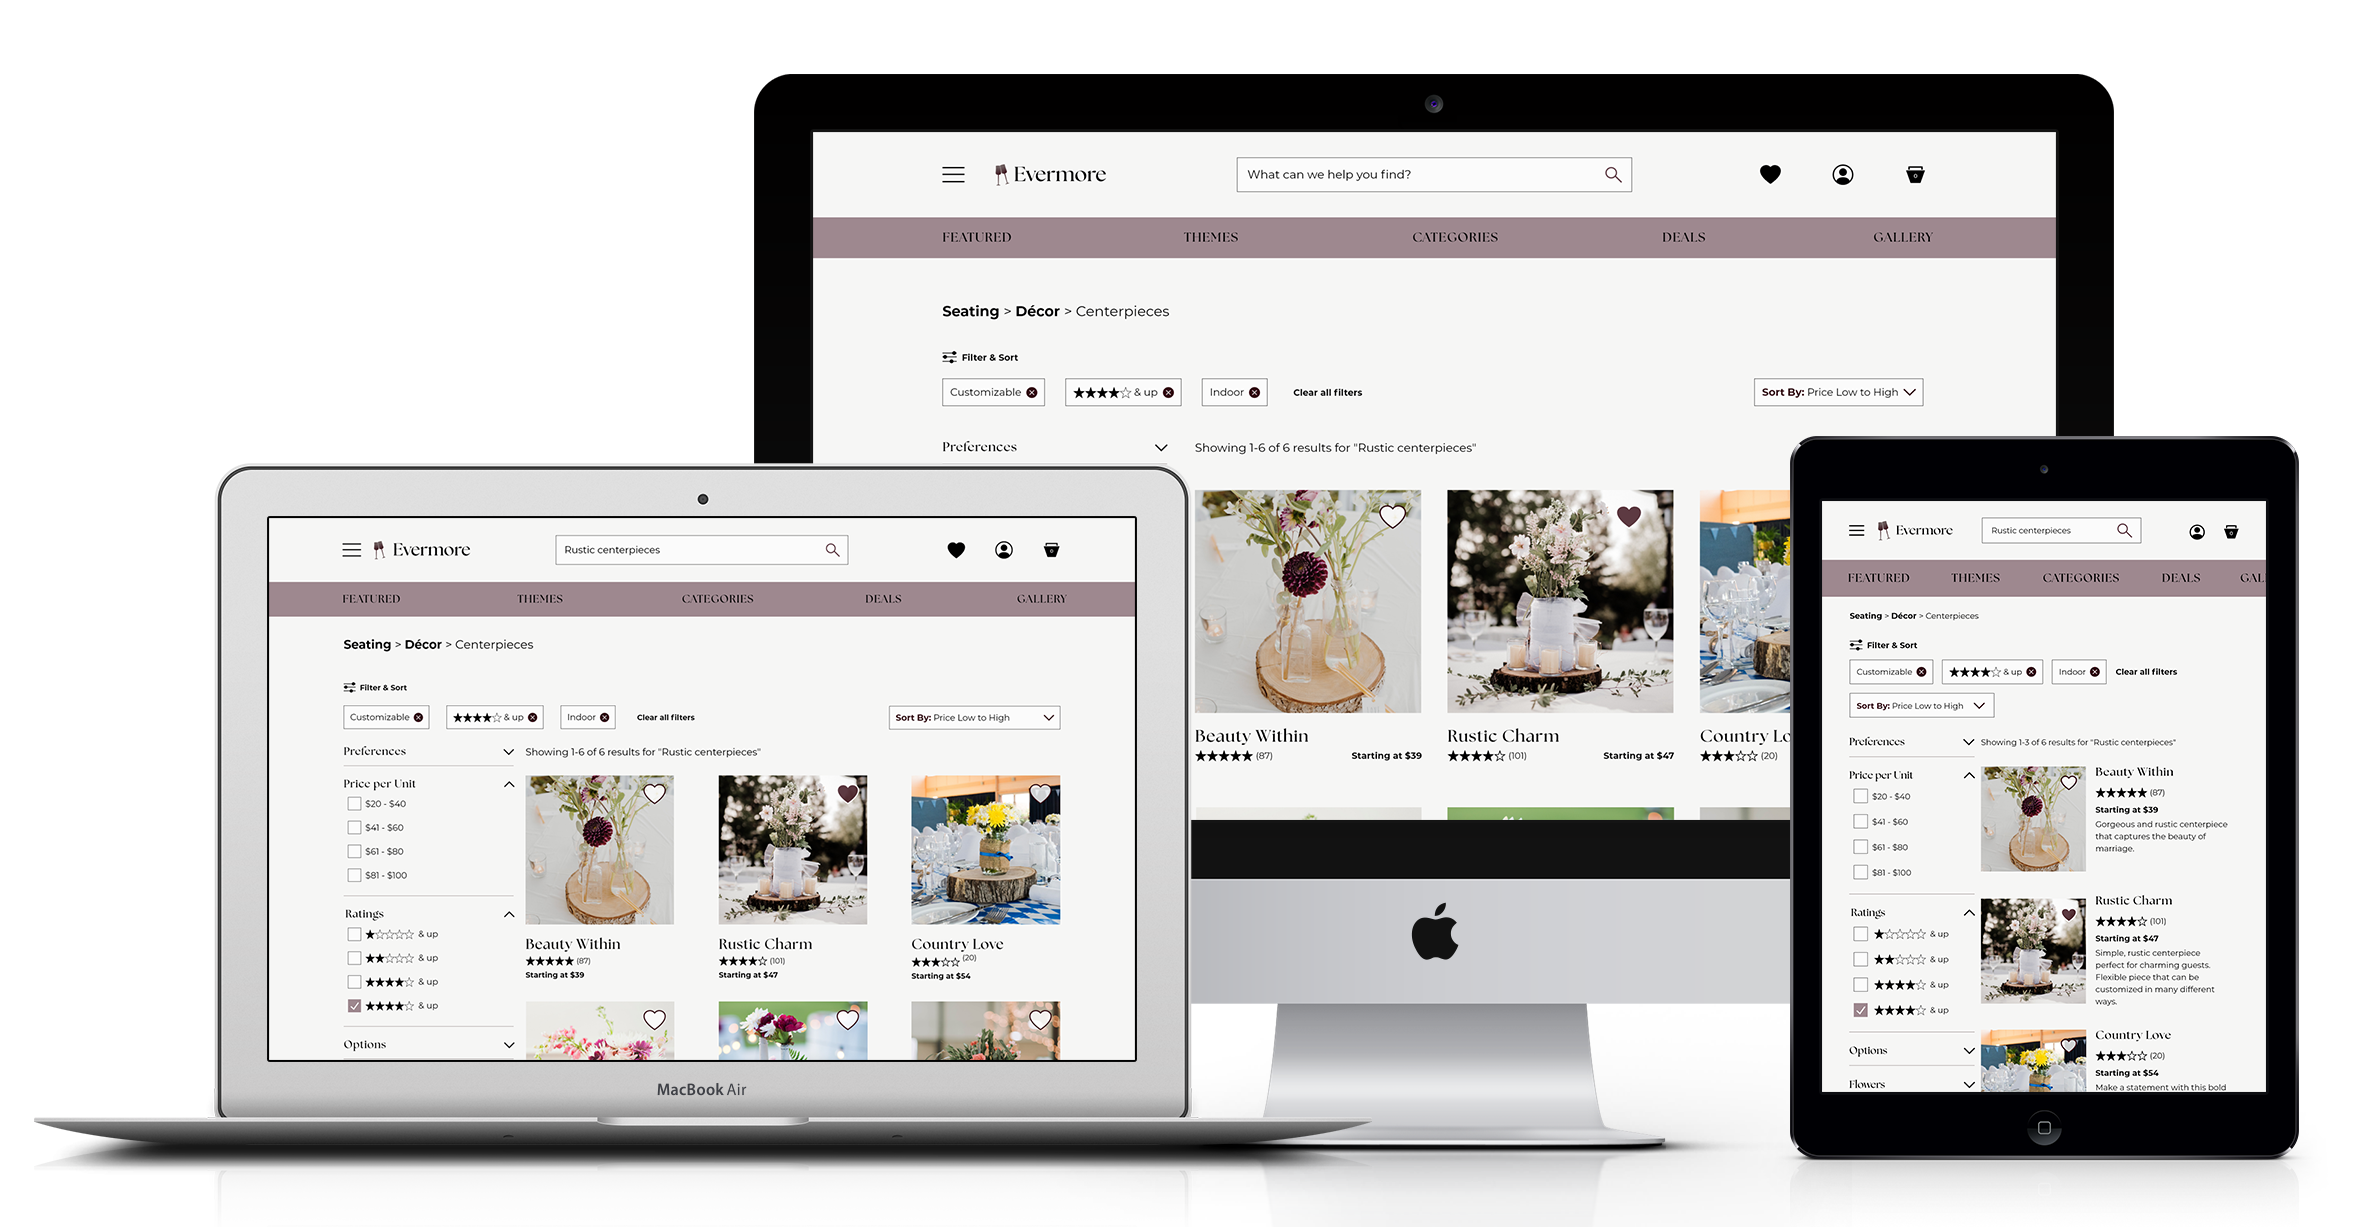 Evermore
What can we help you find?
0
FEATURED THEMES CATEGORIES DEALS GALLERY
Seating > Décor > Centerpieces
Filter & Sort
Customizable ★★★★☆ & up Indoor Clear all filters Sort By: Price Low to High
Preferences Showing 1-6 of 6 results for "Rustic centerpieces"
Beauty Within Rustic Charm Country Lo
★★★★★ (87) Starting at $39 ★★★★☆ (101) Starting at $47 ★★★☆☆ (20)
Evermore
Rustic centerpieces
0
FEATURED THEMES CATEGORIES DEALS GALLERY
Seating > Décor > Centerpieces
Filter & Sort
Customizable ★★★★☆ & up Indoor Clear all filters Sort By: Price Low to High
Preferences Showing 1-6 of 6 results for "Rustic centerpieces"
Price per Unit
$20 - $40
$41 - $60
$61 - $80
$81 - $100
Ratings
★☆☆☆☆ & up
★★☆☆☆ & up
★★★★☆ & up
★★★★☆ & up
Options
Beauty Within Rustic Charm Country Love
★★★★★ (87) ★★★★☆ (101) ★★★☆☆ (20)
Starting at $39 Starting at $47 Starting at $54
MacBook Air
Evermore
Rustic centerpieces
0
FEATURED THEMES CATEGORIES DEALS GAL
Seating > Décor > Centerpieces
Filter & Sort
Customizable ★★★★☆ & up Indoor Clear all filters
Sort By: Price Low to High
Preferences Showing 1-3 of 6 results for "Rustic centerpieces"
Price per Unit
$20 - $40
$41 - $60
$61 - $80
$81 - $100
Ratings
★☆☆☆☆ & up
★★☆☆☆ & up
★★★★☆ & up
★★★★☆ & up
Options
Flowers
Beauty Within
★★★★★ (87)
Starting at $39
Gorgeous and rustic centerpiece
that captures the beauty of
marriage.
Rustic Charm
★★★★☆ (101)
Starting at $47
Simple, rustic centerpiece
perfect for charming guests.
Flexible piece that can be
customized in many different
ways.
Country Love
★★★☆☆ (20)
Starting at $54
Make a statement with this bold